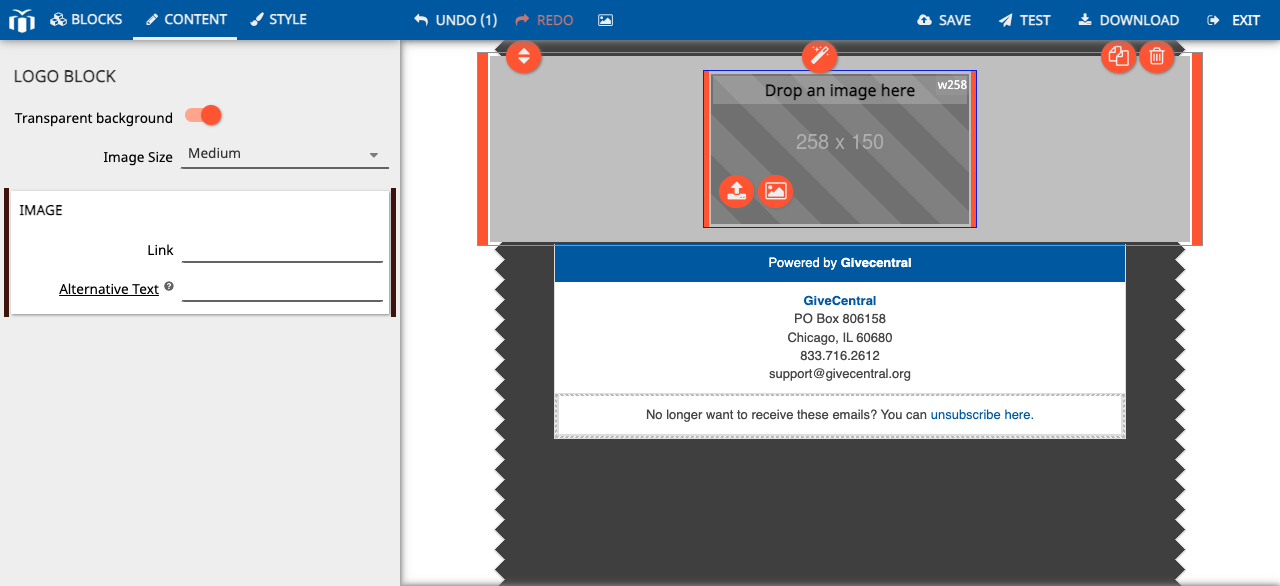 BLOCKS CONTENT STYLE UNDO (1) REDO SAVE TEST DOWNLOAD EXIT
LOGO BLOCK
Transparent background
Image Size Medium
IMAGE
Link
Alternative Text
Drop an image here w258
258 x 150
Powered by Givecentral
GiveCentral
PO Box 806158
Chicago, IL 60680
833.716.2612
support@givecentral.org
No longer want to receive these emails? You can unsubscribe here.